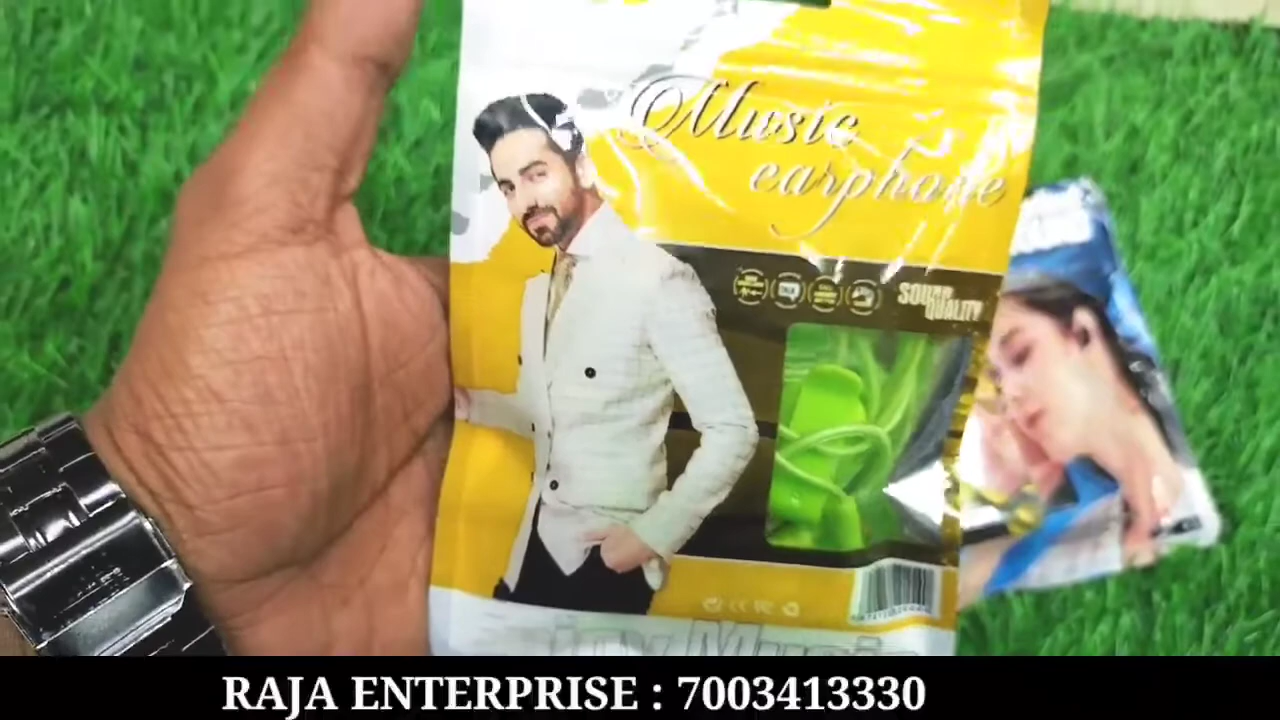 Music
earphone
SOUND
QUALITY
RAJA ENTERPRISE : 7003413330